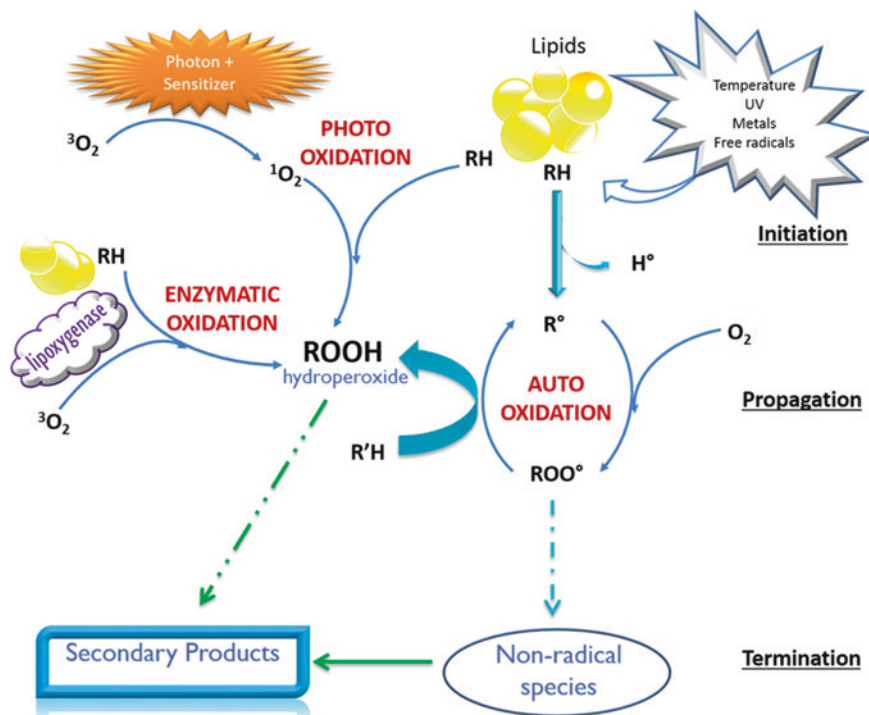 Photon +
Sensitizer
Lipids
Temperature
UV
Metals
Free radicals
³O₂
¹O₂
PHOTO
OXIDATION
RH
RH
Initiation
H°
RH
lipoxygenase
ENZYMATIC
OXIDATION
³O₂
ROOH
hydroperoxide
R°
O₂
AUTO
OXIDATION
Propagation
R’H
ROO°
Secondary Products
Non-radical
species
Termination